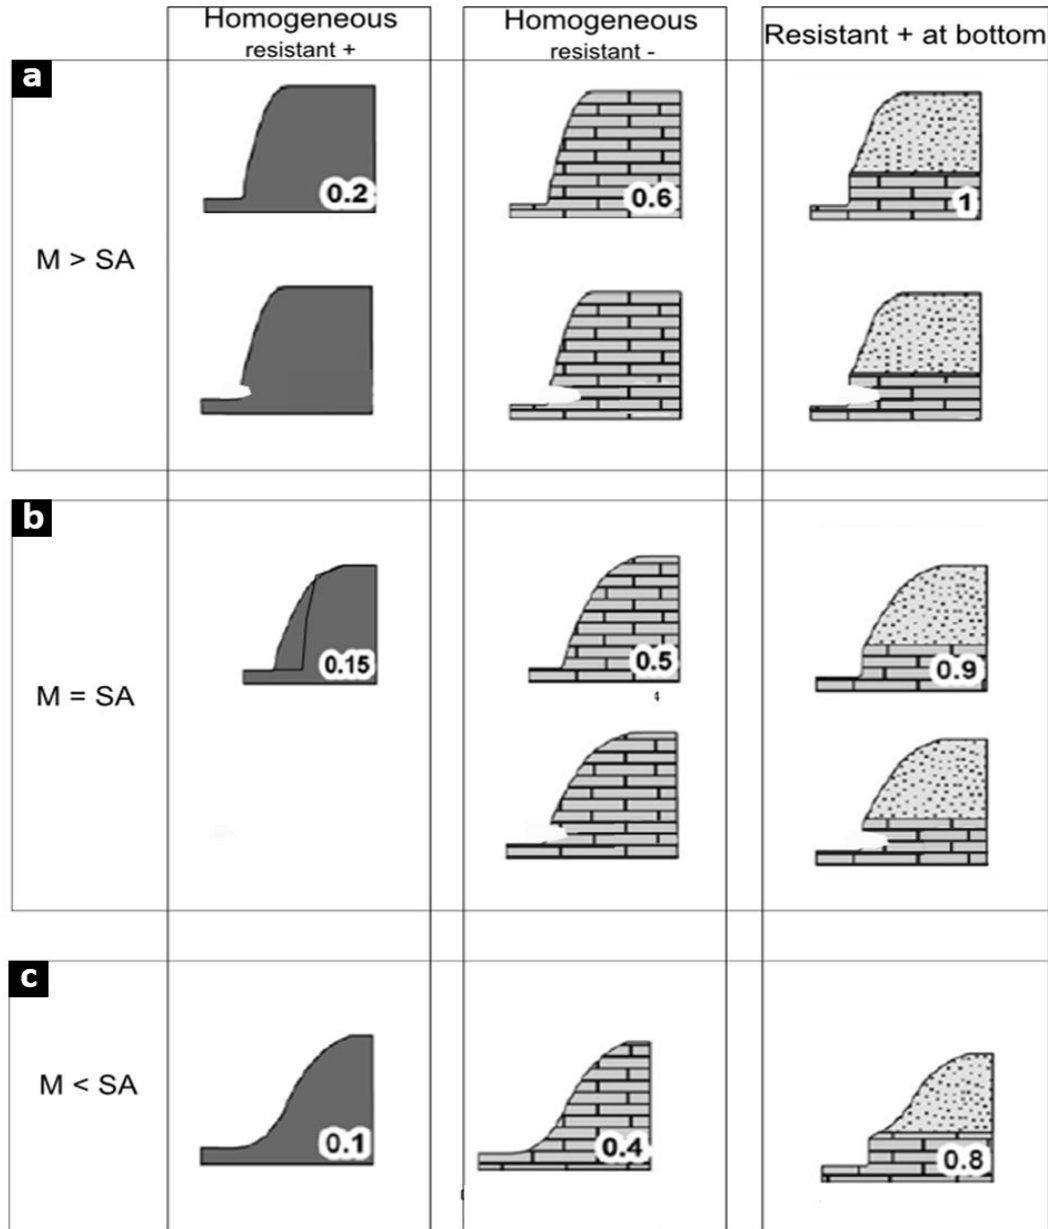 Homogeneous
resistant +
Homogeneous
resistant -
Resistant + at bottom
a
M > SA
0.2
0.6
1
b
M = SA
0.15
0.5
0.9
4
c
M < SA
0.1
0.4
0.8